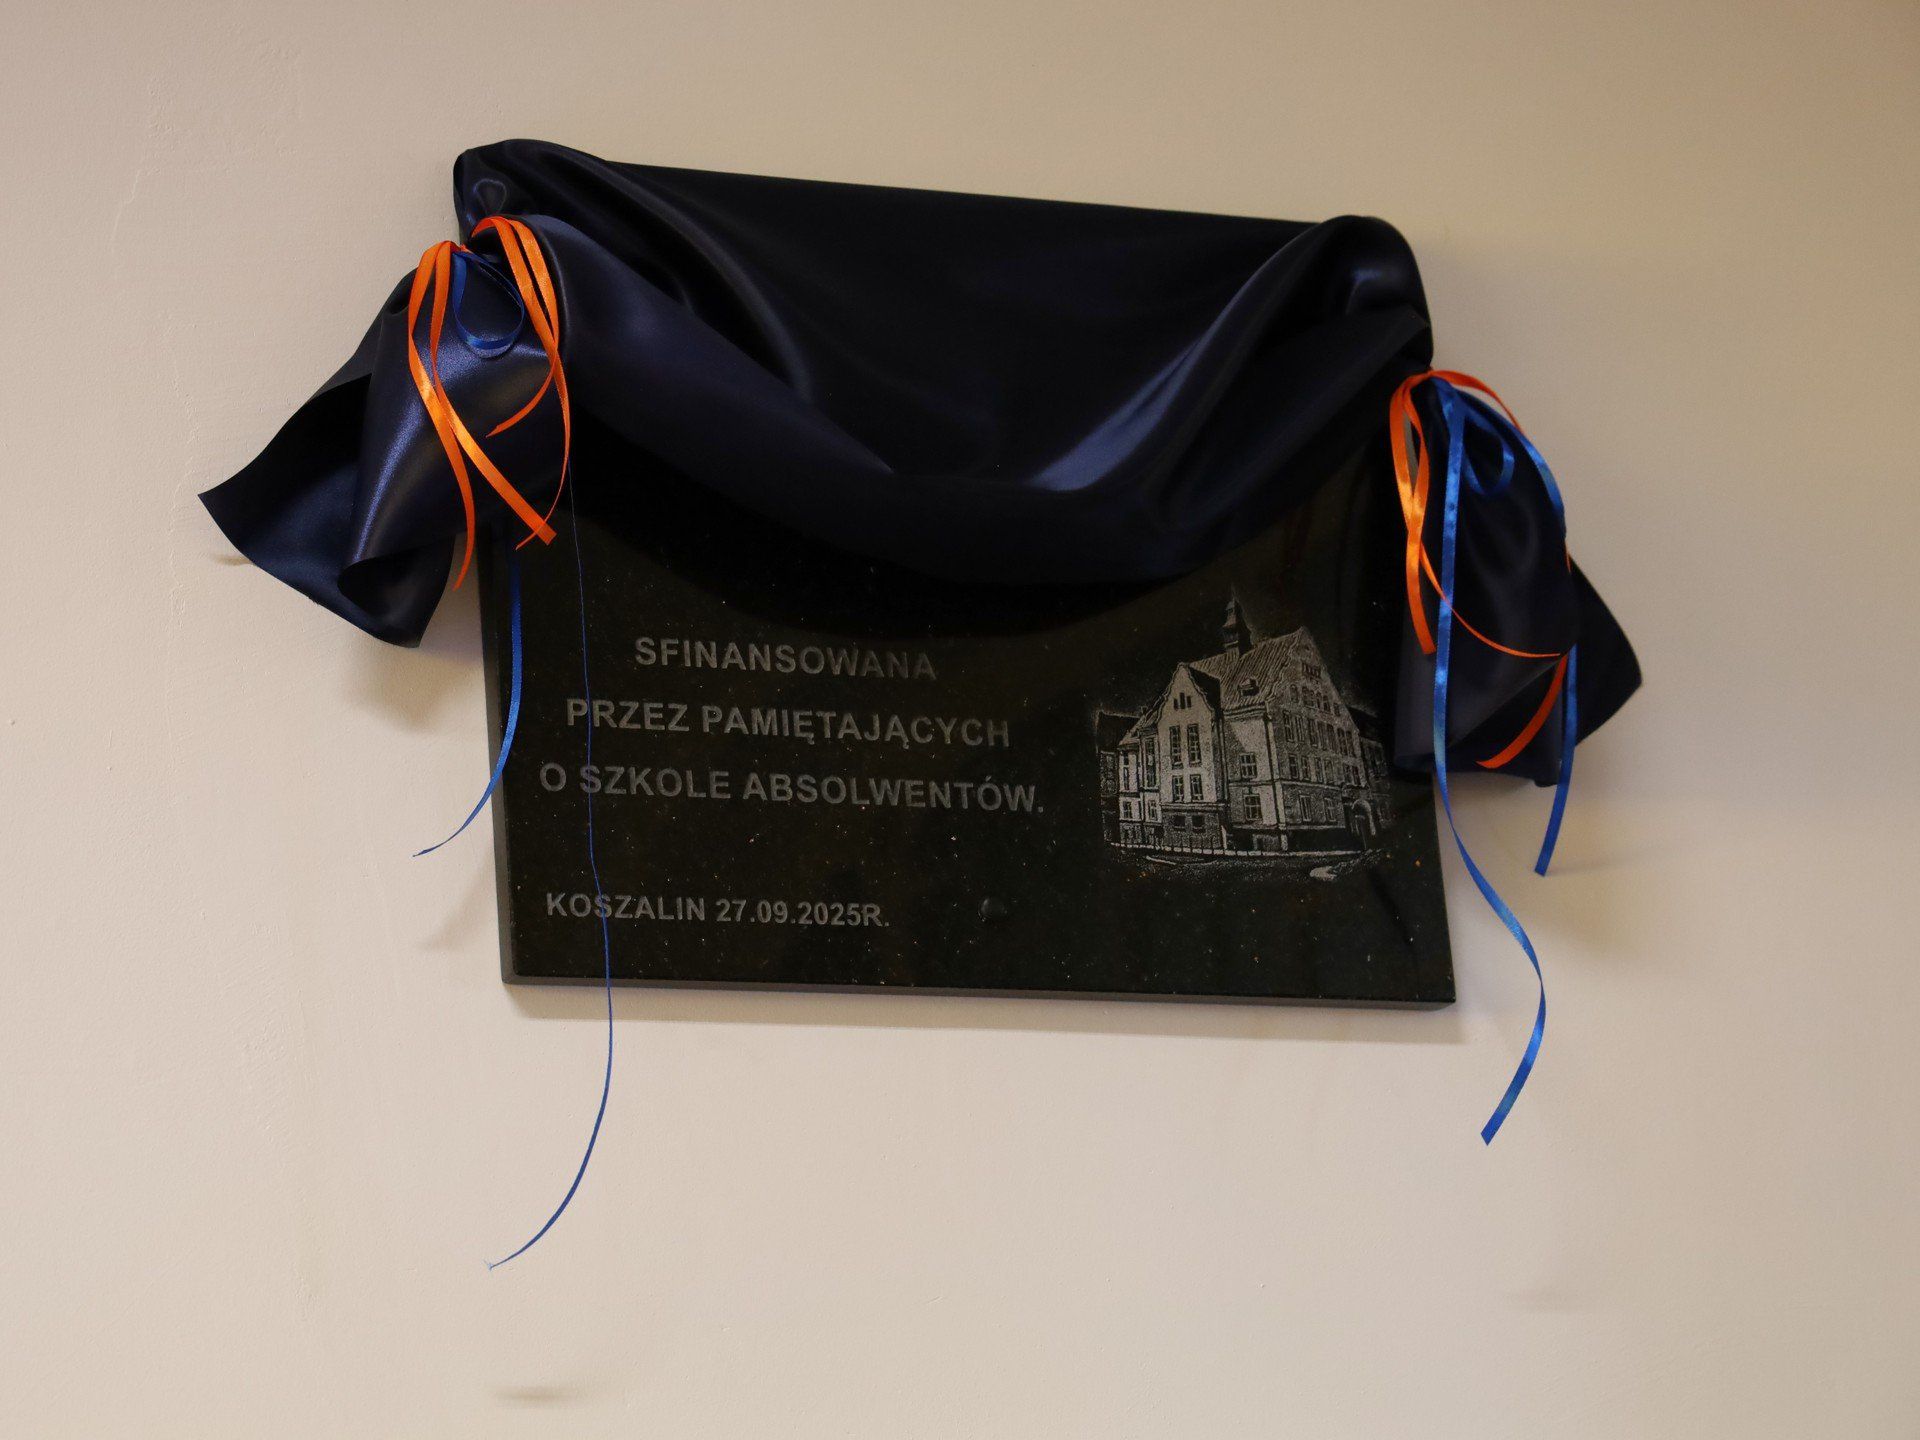 SFINANSOWANA
PRZEZ PAMIĘTAJĄCYCH
O SZKOLE ABSOLWENTÓW.
KOSZALIN 27.09.2025R.